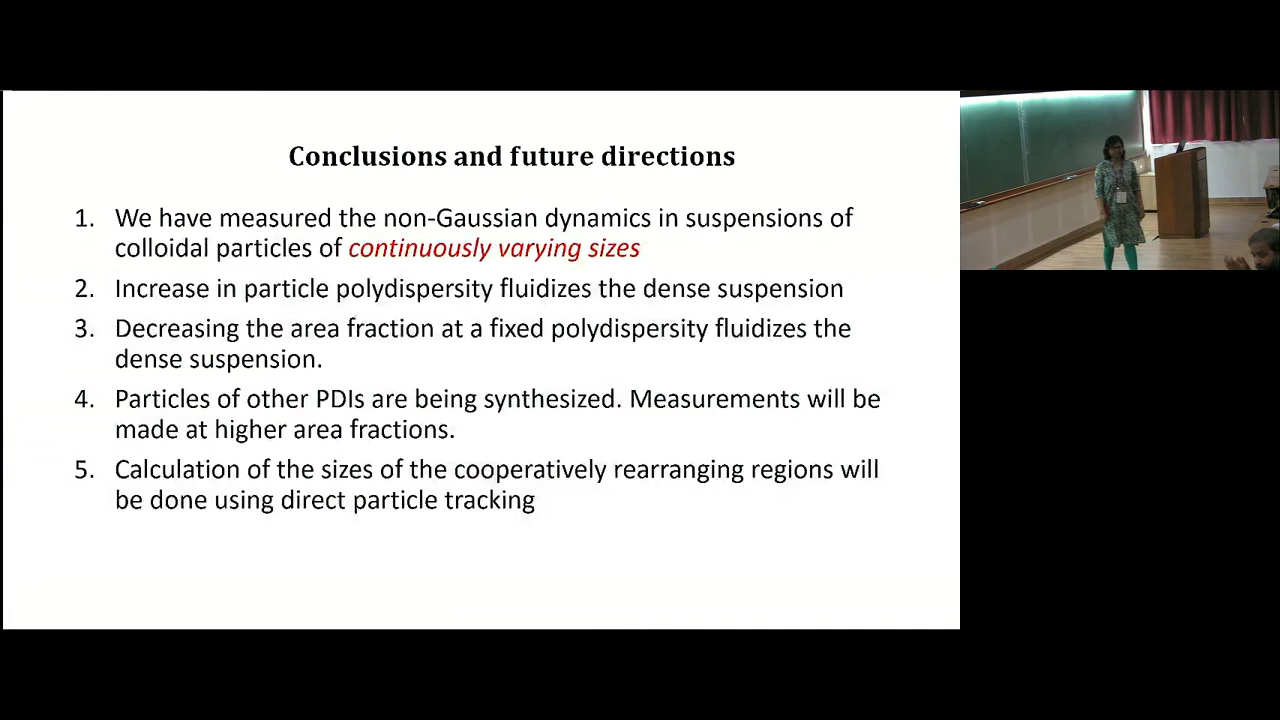 Conclusions and future directions
1. We have measured the non-Gaussian dynamics in suspensions of
colloidal particles of continuously varying sizes
2. Increase in particle polydispersity fluidizes the dense suspension
3. Decreasing the area fraction at a fixed polydispersity fluidizes the
dense suspension.
4. Particles of other PDIs are being synthesized. Measurements will be
made at higher area fractions.
5. Calculation of the sizes of the cooperatively rearranging regions will
be done using direct particle tracking